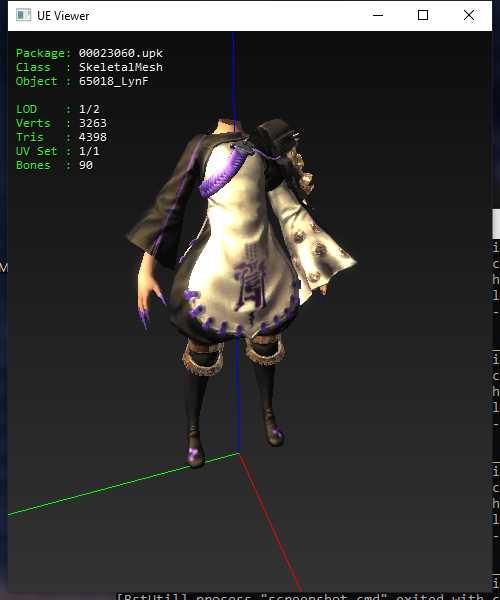 UE Viewer
Package: 00023060.upk
Class : SkeletalMesh
Object : 65018_LynF
LOD : 1/2
Verts : 3263
Tris : 4398
UV Set : 1/1
Bones : 90
M
i
c
h
l
-
i
c
h
l
-
i
c
h
l
-
i
[BstUtil] process "screenshot.cmd" exited with c